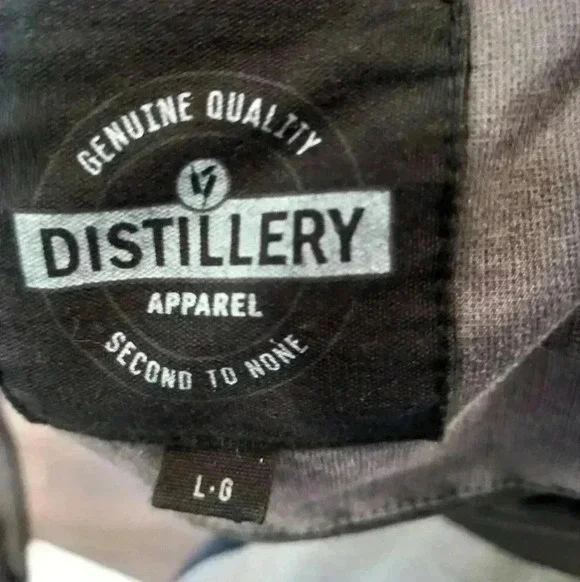 GENUINE QUALITY
DISTILLERY
APPAREL
SECOND TO NONE
L·G